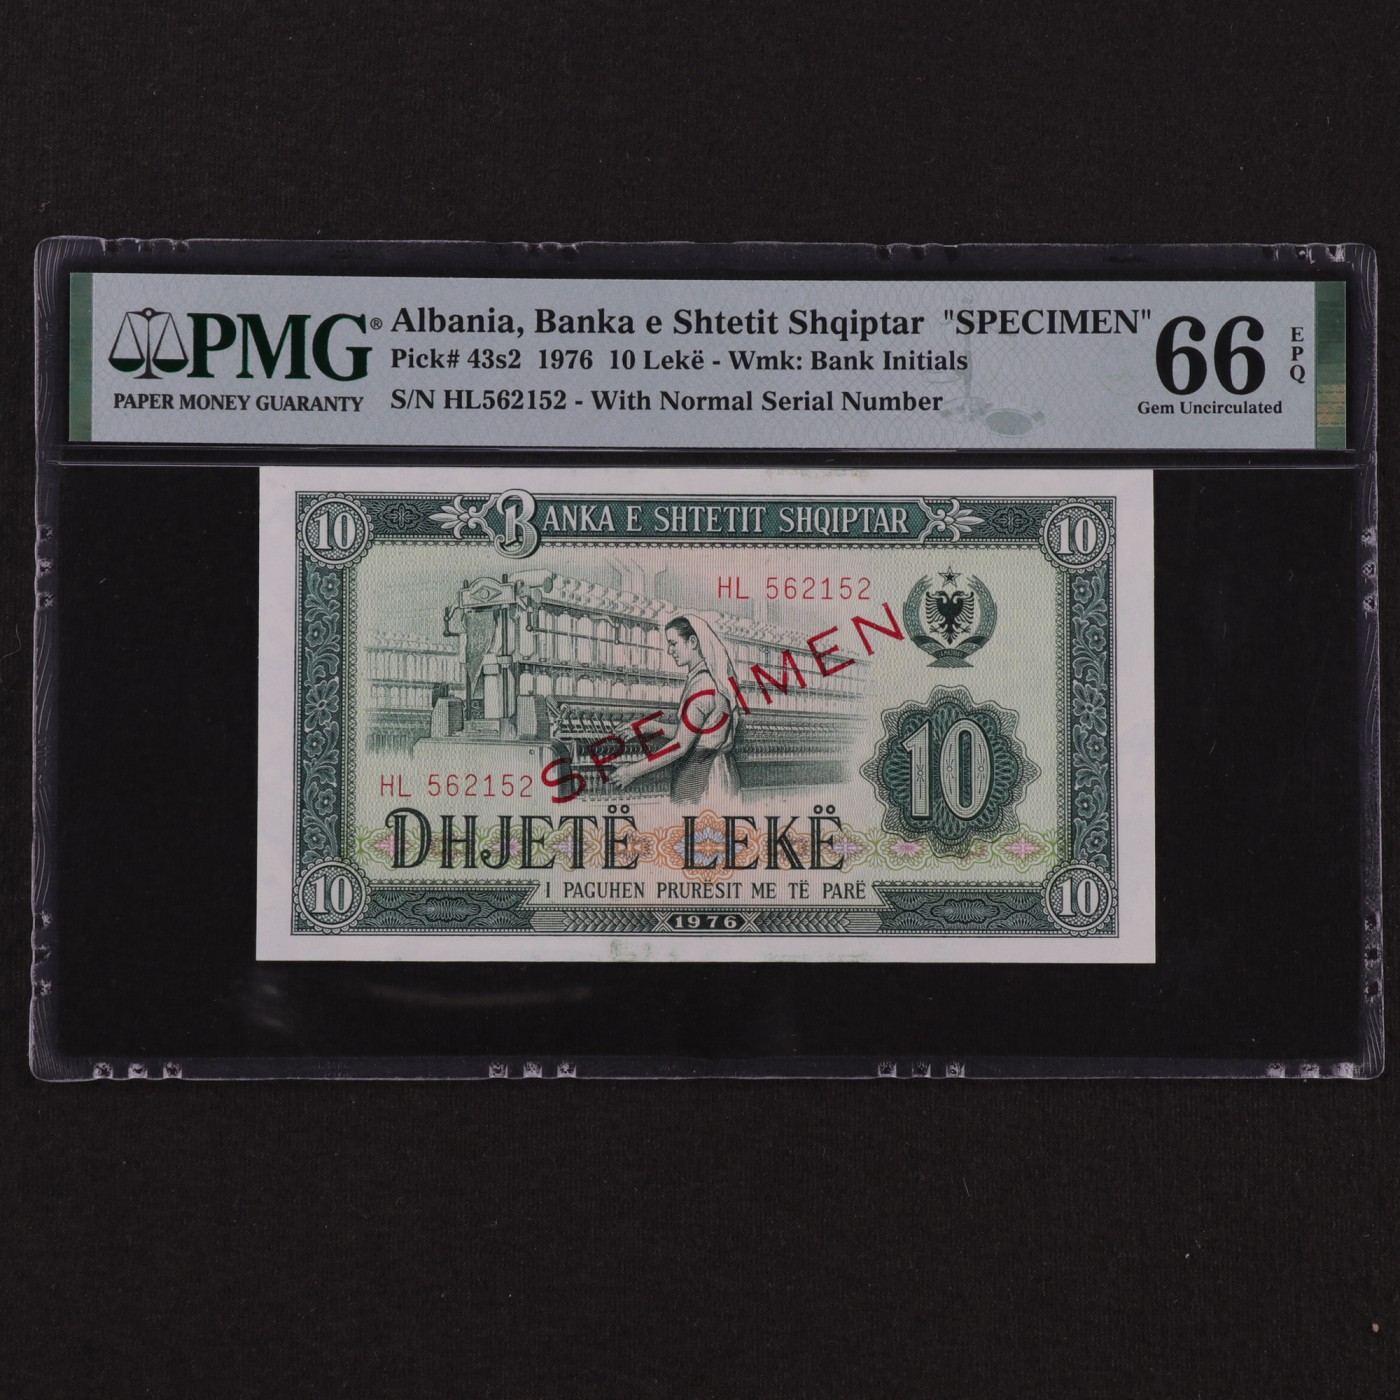 PMG®
PAPER MONEY GUARANTY
Albania, Banka e Shtetit Shqiptar "SPECIMEN"
Pick# 43s2 1976 10 Lekë - Wmk: Bank Initials
S/N HL562152 - With Normal Serial Number
66
EPQ
Gem Uncirculated
10
BANKA E SHTETIT SHQIPTAR
10
HL 562152
SPECIMEN
10
HL 562152
DHJETË LEKË
10
I PAGUHEN PRURËSIT ME TË PARË
10
1976